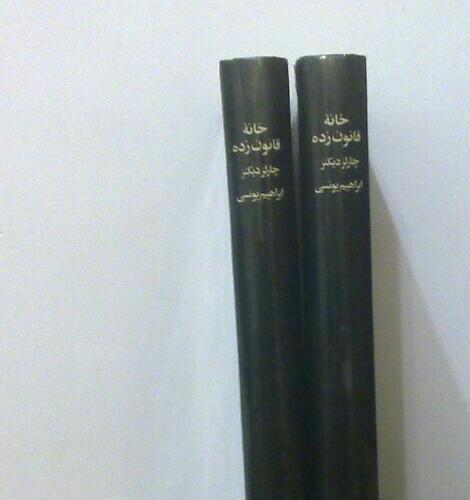 خانهٔ
قانون‌زده
چارلز دیکنز
ابراهیم یونسی
خانهٔ
قانون‌زده
چارلز دیکنز
ابراهیم یونسی